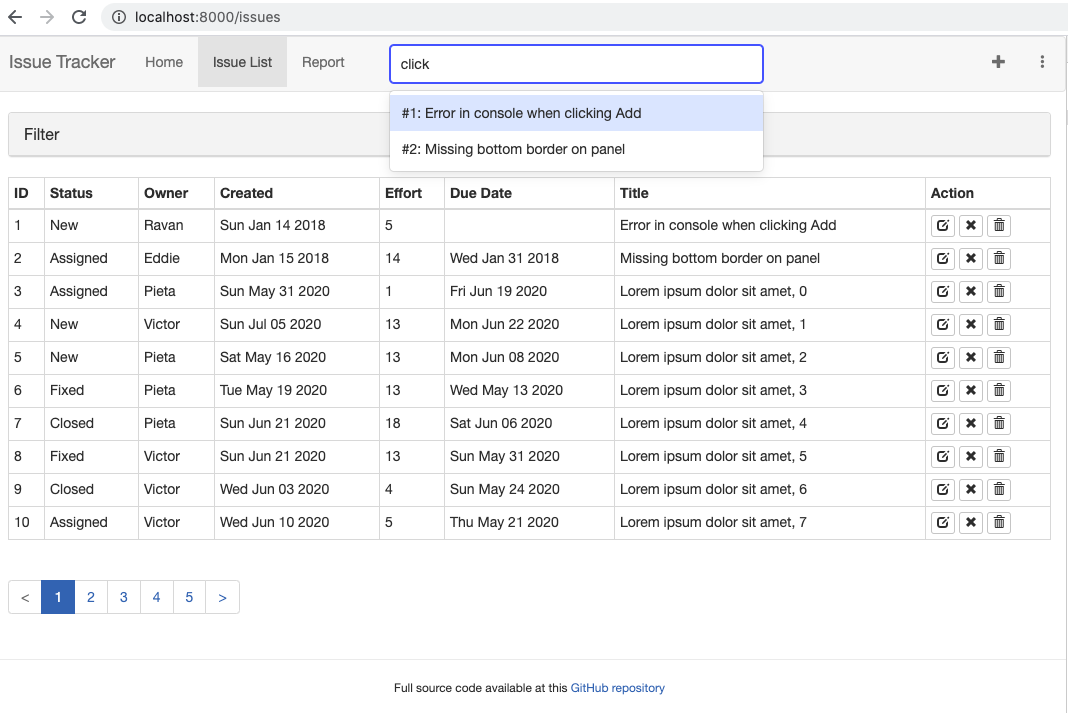 localhost:8000/issues
Issue Tracker Home Issue List Report click
#1: Error in console when clicking Add
#2: Missing bottom border on panel
Filter
ID Status Owner Created Effort Due Date Title Action
1 New Ravan Sun Jan 14 2018 5 Error in console when clicking Add
2 Assigned Eddie Mon Jan 15 2018 14 Wed Jan 31 2018 Missing bottom border on panel
3 Assigned Pieta Sun May 31 2020 1 Fri Jun 19 2020 Lorem ipsum dolor sit amet, 0
4 New Victor Sun Jul 05 2020 13 Mon Jun 22 2020 Lorem ipsum dolor sit amet, 1
5 New Pieta Sat May 16 2020 13 Mon Jun 08 2020 Lorem ipsum dolor sit amet, 2
6 Fixed Pieta Tue May 19 2020 13 Wed May 13 2020 Lorem ipsum dolor sit amet, 3
7 Closed Pieta Sun Jun 21 2020 18 Sat Jun 06 2020 Lorem ipsum dolor sit amet, 4
8 Fixed Victor Sun Jun 21 2020 13 Sun May 31 2020 Lorem ipsum dolor sit amet, 5
9 Closed Victor Wed Jun 03 2020 4 Sun May 24 2020 Lorem ipsum dolor sit amet, 6
10 Assigned Victor Wed Jun 10 2020 5 Thu May 21 2020 Lorem ipsum dolor sit amet, 7
< 1 2 3 4 5 >
Full source code available at this GitHub repository